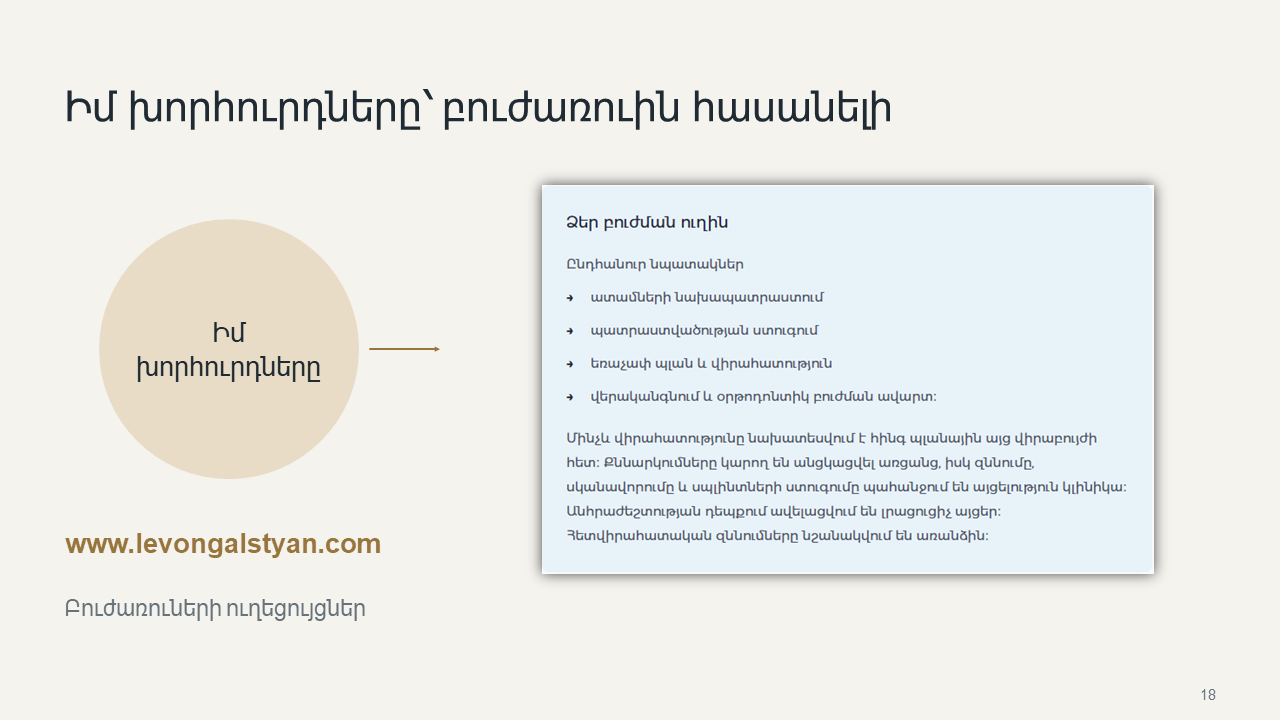 Իմ խորհուրդները՝ բուժառուին հասանելի
Իմ
խորհուրդները
www.levongalstyan.com
Բուժառուների ուղեցույցներ
Ձեր բուժման ուղին
Ընդհանուր նպատակներ
➔ ատամների նախապատրաստում
➔ պատրաստվածության ստուգում
➔ եռաչափ պլան և վիրահատություն
➔ վերականգնում և օրթոդոնտիկ բուժման ավարտ:
Մինչև վիրահատությունը նախատեսվում է հինգ պլանային այց վիրաբույժի
հետ: Քննարկումները կարող են անցկացվել առցանց, իսկ զննումը,
սկանավորումը և սպլինտների ստուգումը պահանջում են այցելություն կլինիկա:
Անհրաժեշտության դեպքում ավելացվում են լրացուցիչ այցեր:
Հետվիրահատական զննումները նշանակվում են առանձին:
18